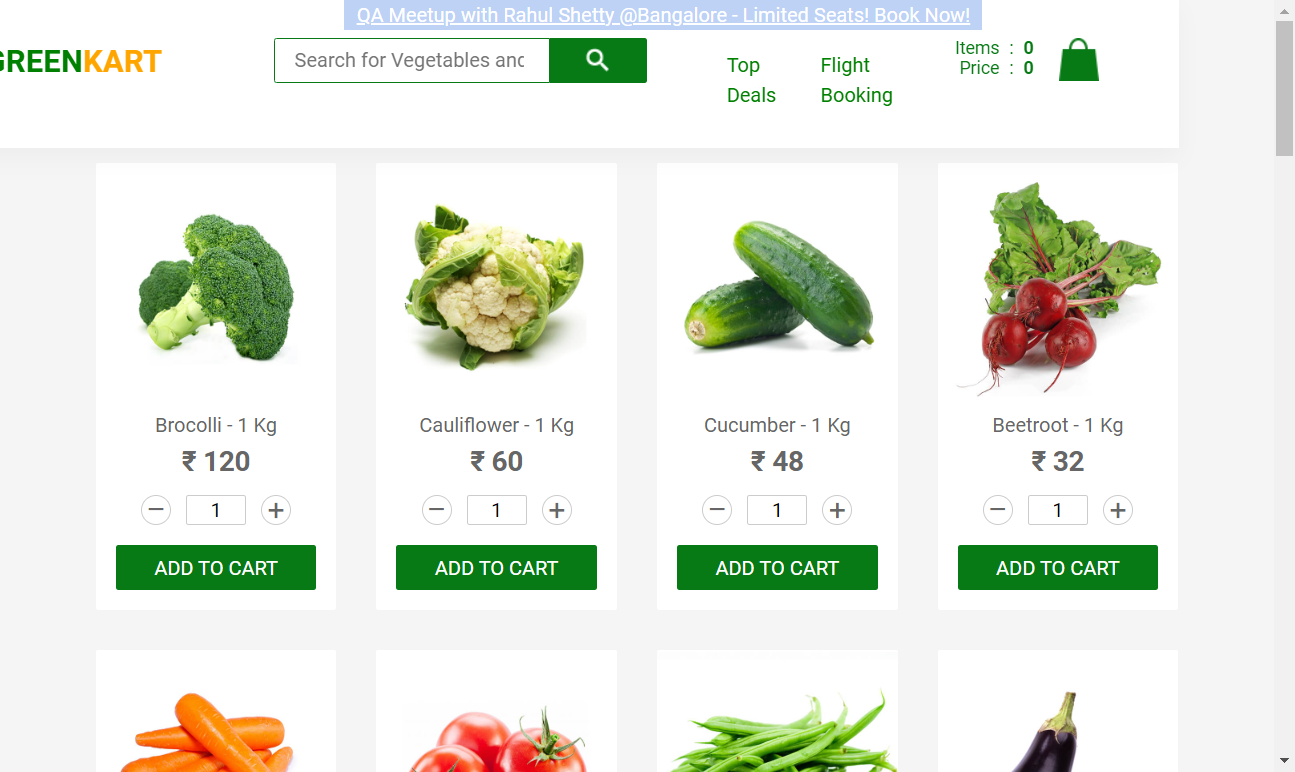 QA Meetup with Rahul Shetty @Bangalore - Limited Seats! Book Now!
GREENKART
Search for Vegetables and
Top Deals
Flight Booking
Items : 0
Price : 0
Brocolli - 1 Kg
₹ 120
− 1 +
ADD TO CART
Cauliflower - 1 Kg
₹ 60
− 1 +
ADD TO CART
Cucumber - 1 Kg
₹ 48
− 1 +
ADD TO CART
Beetroot - 1 Kg
₹ 32
− 1 +
ADD TO CART